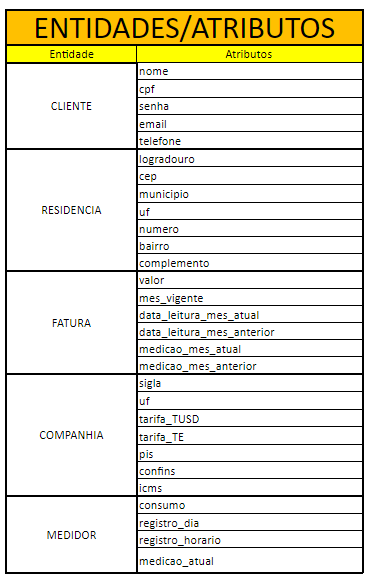 ENTIDADES/ATRIBUTOS
Entidade Atributos
CLIENTE
nome
cpf
senha
email
telefone
RESIDENCIA
logradouro
cep
municipio
uf
numero
bairro
complemento
FATURA
valor
mes_vigente
data_leitura_mes_atual
data_leitura_mes_anterior
medicao_mes_atual
medicao_mes_anterior
COMPANHIA
sigla
uf
tarifa_TUSD
tarifa_TE
pis
confins
icms
MEDIDOR
consumo
registro_dia
registro_horario
medicao_atual